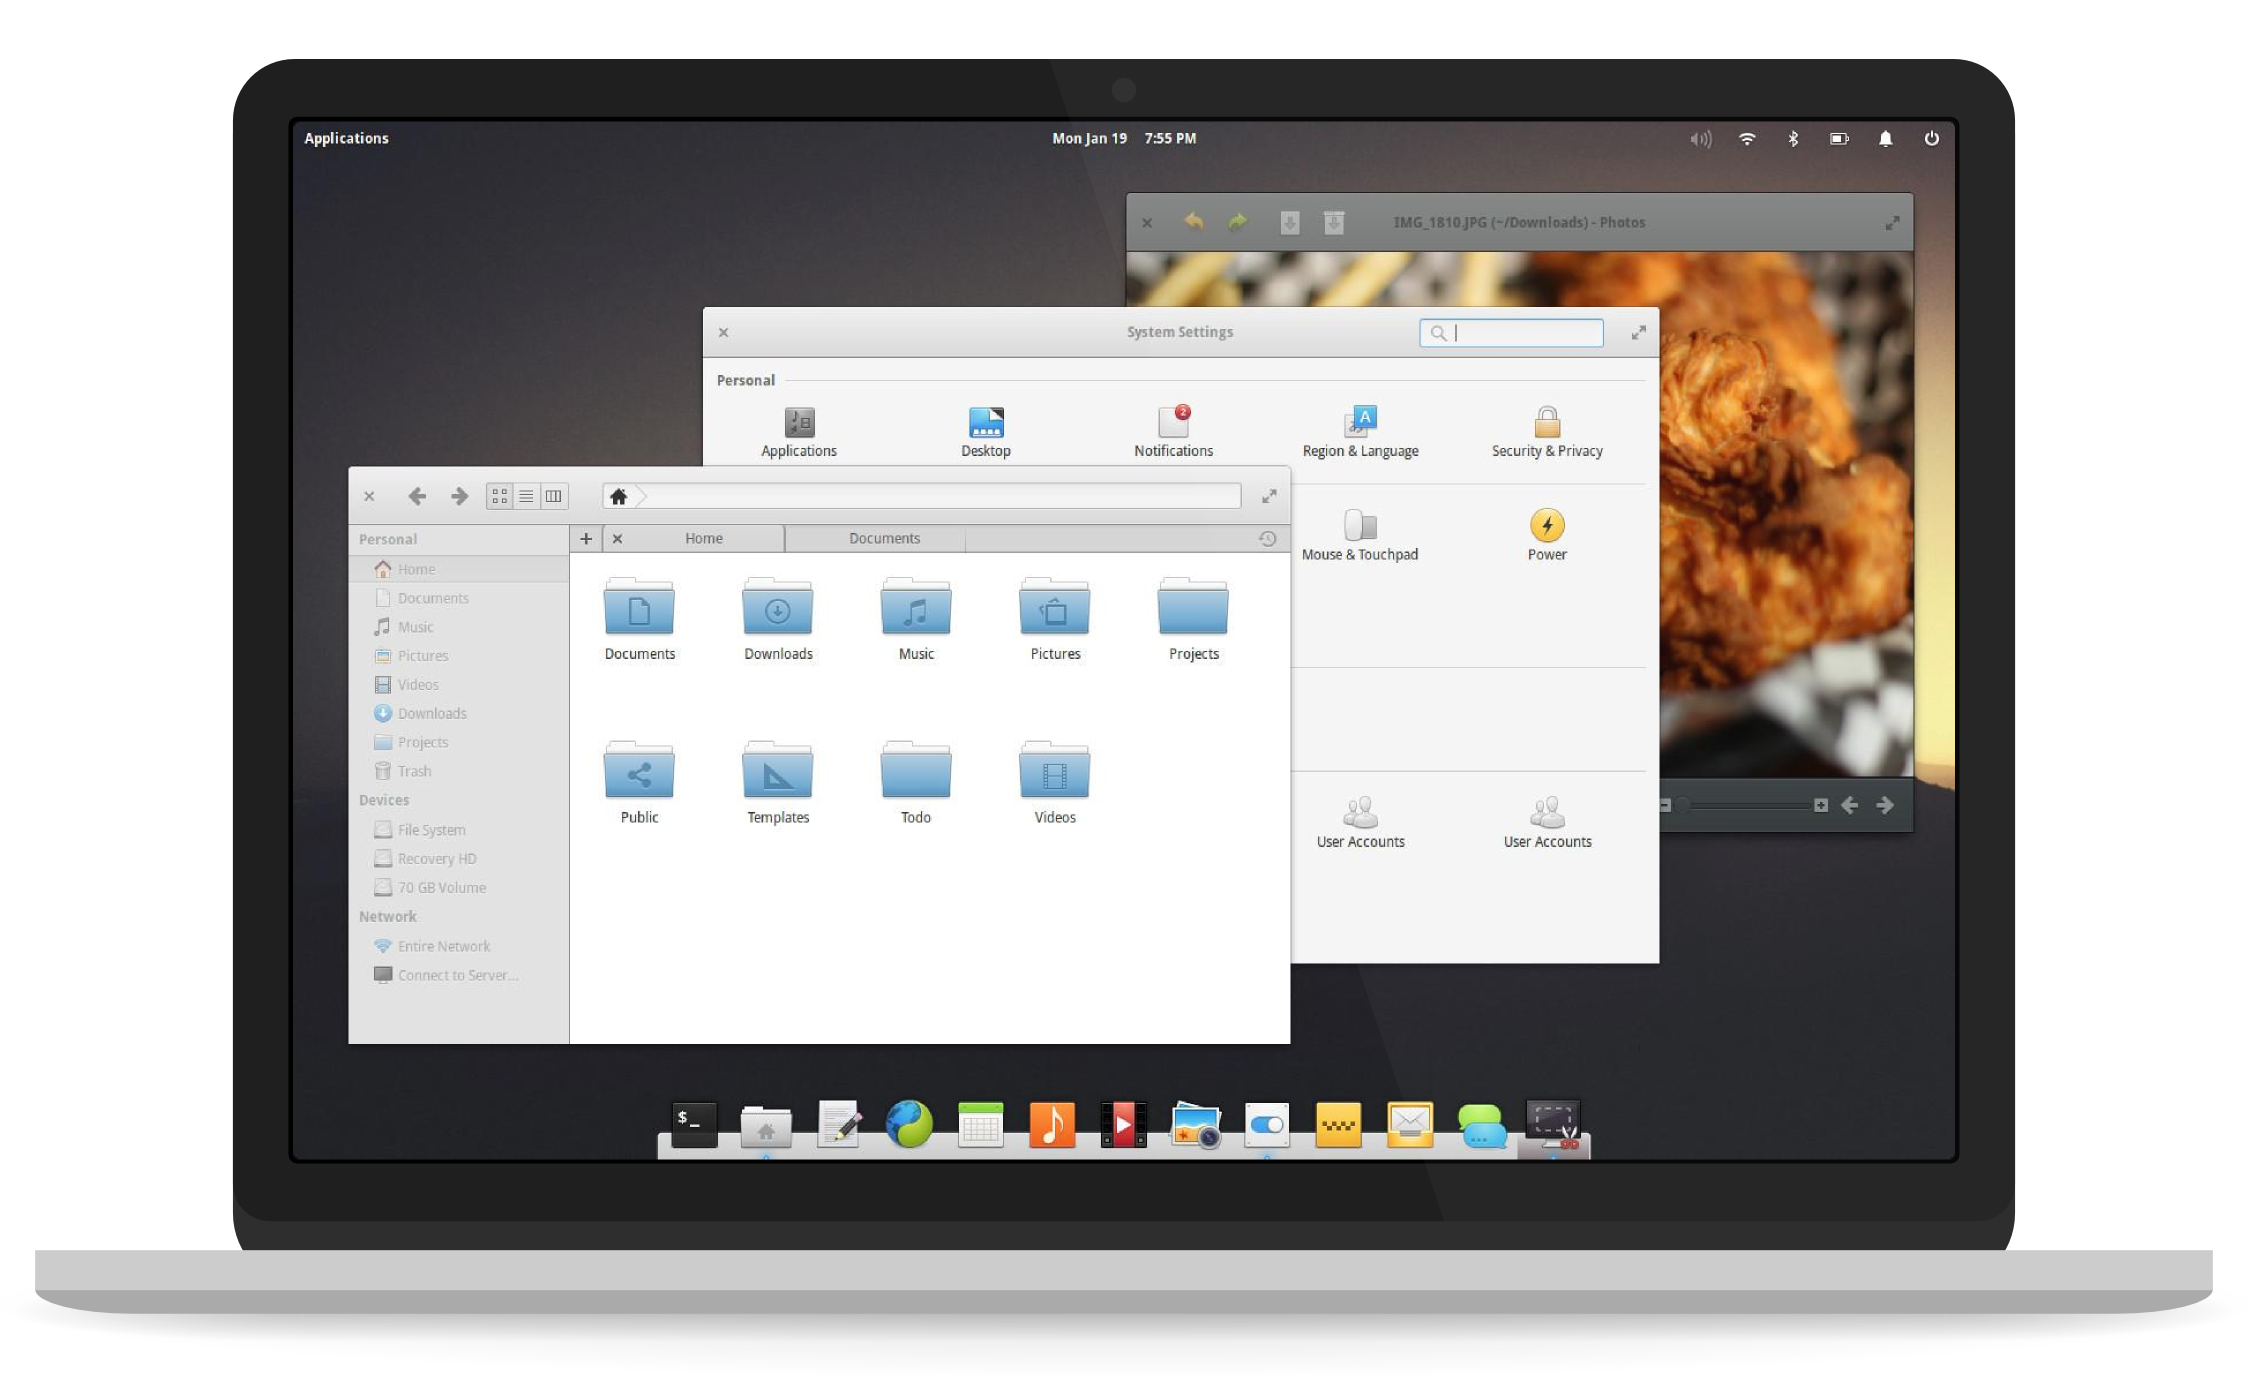 Applications
Mon Jan 19 7:55 PM
IMG_1810.JPG (~/Downloads) - Photos
System Settings
Personal
2
A
あ
Applications
Desktop
Notifications
Region & Language
Security & Privacy
Mouse & Touchpad
Power
User Accounts
User Accounts
Personal
Home
Documents
Music
Pictures
Videos
Downloads
Projects
Trash
Devices
File System
Recovery HD
70 GB Volume
Network
Entire Network
Connect to Server...
Home
Documents
Documents
Downloads
Music
Pictures
Projects
Public
Templates
Todo
Videos
$_